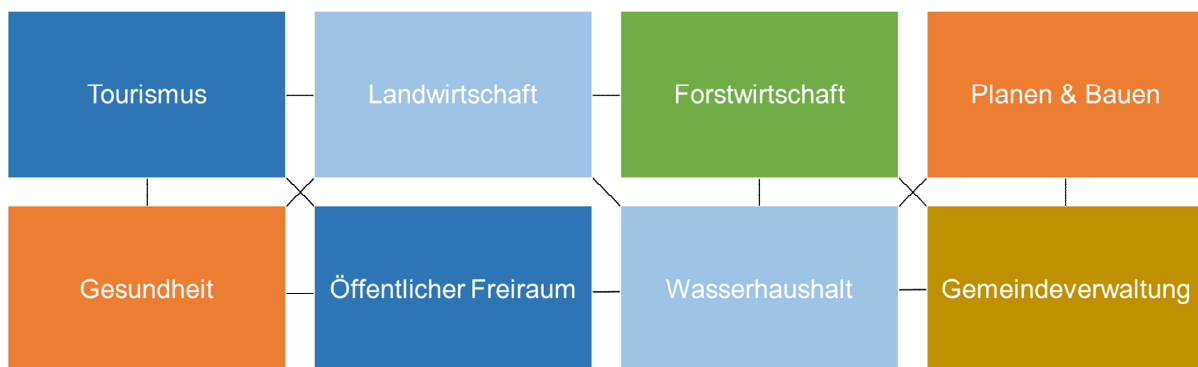 Tourismus
Landwirtschaft
Forstwirtschaft
Planen & Bauen
Gesundheit
Öffentlicher Freiraum
Wasserhaushalt
Gemeindeverwaltung